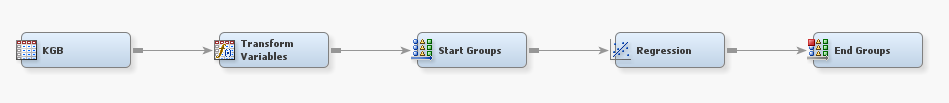 KGB
Transform
Variables
Start Groups
Regression
End Groups